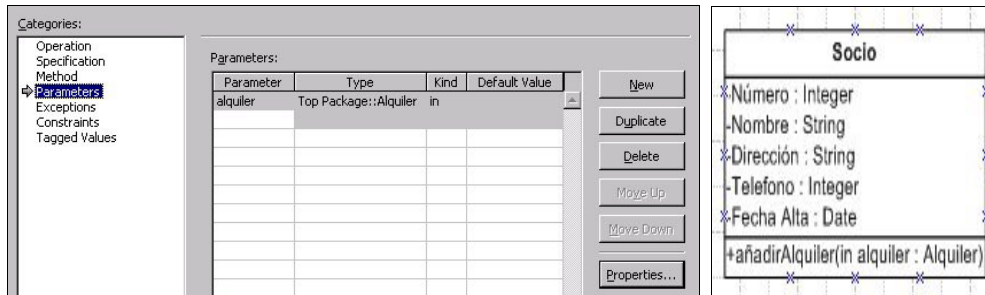 Categories:
Operation
Specification
Method
Parameters
Exceptions
Constraints
Tagged Values
Parameters:
Parameter Type Kind Default Value
alquiler Top Package::Alquiler in
New
Duplicate
Delete
Move Up
Move Down
Properties...
Socio
-Número : Integer
-Nombre : String
-Dirección : String
-Telefono : Integer
-Fecha Alta : Date
+añadirAlquiler(in alquiler : Alquiler)